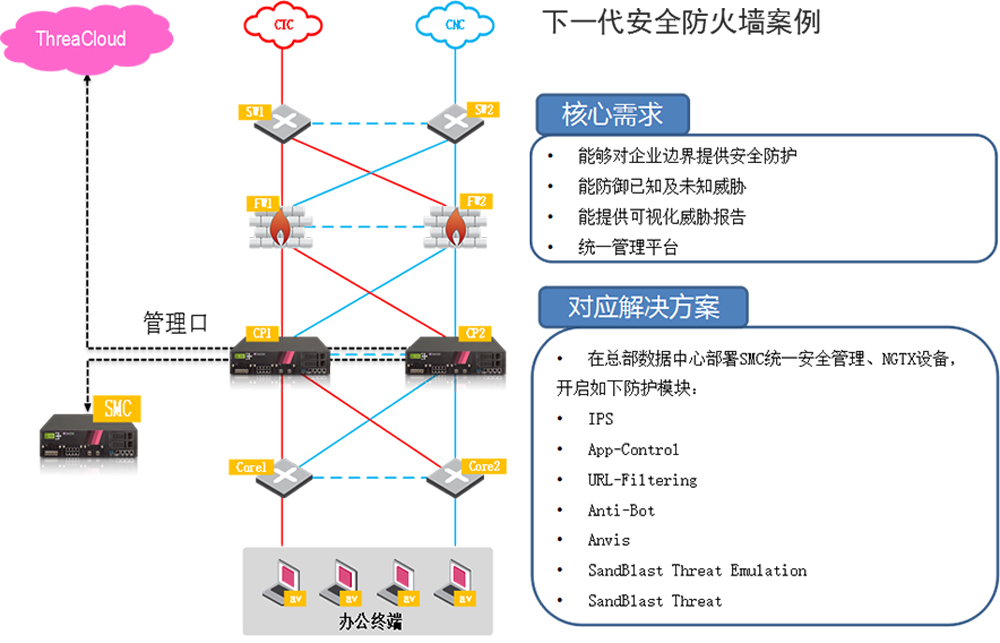 ThreaCloud
CTC
CNC
下一代安全防火墙案例
SW1
SW2
核心需求
• 能够对企业边界提供安全防护
• 能防御已知及未知威胁
• 能提供可视化威胁报告
• 统一管理平台
FW1
FW2
对应解决方案
管理口
CP1
CP2
• 在总部数据中心部署SMC统一安全管理、NGTX设备，
开启如下防护模块：
• IPS
• App-Control
• URL-Filtering
• Anti-Bot
• Anvis
• SandBlast Threat Emulation
• SandBlast Threat
SMC
Core1
Core2
av
av
av
av
办公终端